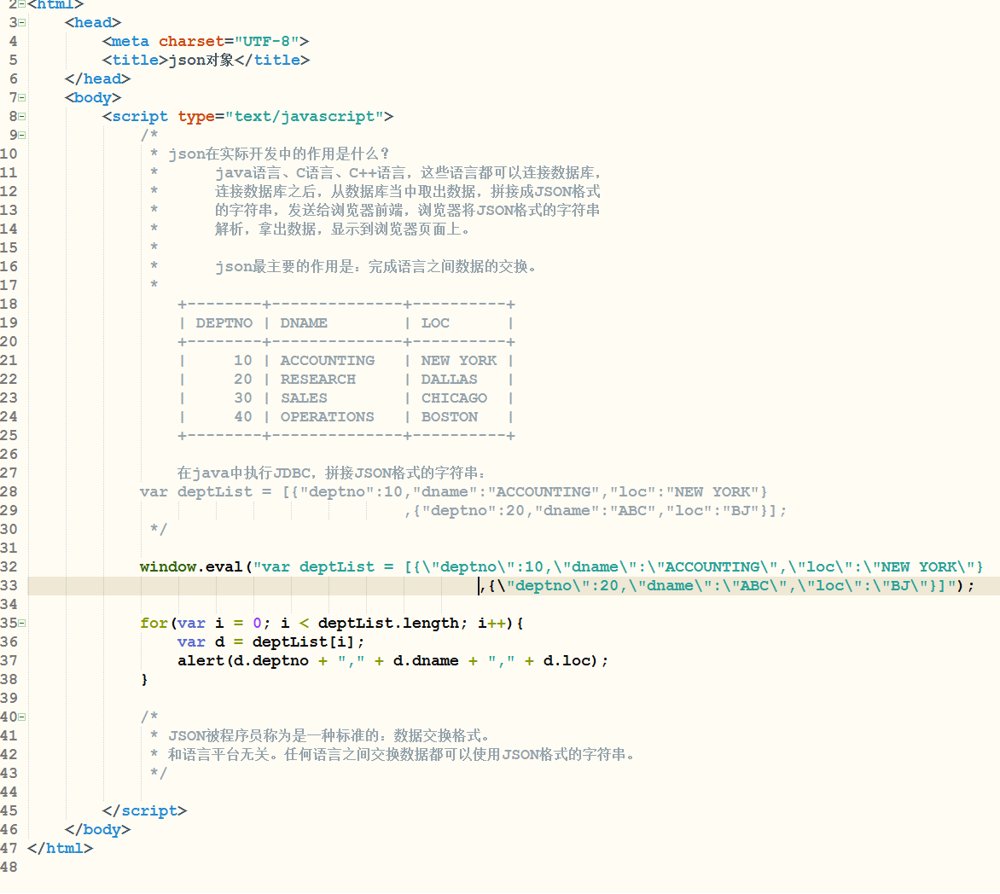 2 <html>
3 <head>
4 <meta charset="UTF-8">
5 <title>json对象</title>
6 </head>
7 <body>
8 <script type="text/javascript">
9 /*
10 * json在实际开发中的作用是什么？
11 * java语言、C语言、C++语言，这些语言都可以连接数据库，
12 * 连接数据库之后，从数据库当中取出数据，拼接成JSON格式
13 * 的字符串，发送给浏览器前端，浏览器将JSON格式的字符串
14 * 解析，拿出数据，显示到浏览器页面上。
15 *
16 * json最主要的作用是：完成语言之间数据的交换。
17 *
18 +--------+--------------+----------+
19 | DEPTNO | DNAME | LOC |
20 +--------+--------------+----------+
21 | 10 | ACCOUNTING | NEW YORK |
22 | 20 | RESEARCH | DALLAS |
23 | 30 | SALES | CHICAGO |
24 | 40 | OPERATIONS | BOSTON |
25 +--------+--------------+----------+
26
27 在java中执行JDBC，拼接JSON格式的字符串：
28 var deptList = [{"deptno":10,"dname":"ACCOUNTING","loc":"NEW YORK"}
29 ,{"deptno":20,"dname":"ABC","loc":"BJ"}];
30 */
31
32 window.eval("var deptList = [{\"deptno\":10,\"dname\":\"ACCOUNTING\",\"loc\":\"NEW YORK\"}
33 ,{\"deptno\":20,\"dname\":\"ABC\",\"loc\":\"BJ\"}]");
34
35 for(var i = 0; i < deptList.length; i++){
36 var d = deptList[i];
37 alert(d.deptno + "," + d.dname + "," + d.loc);
38 }
39
40 /*
41 * JSON被程序员称为是一种标准的：数据交换格式。
42 * 和语言平台无关。任何语言之间交换数据都可以使用JSON格式的字符串。
43 */
44
45 </script>
46 </body>
47 </html>
48